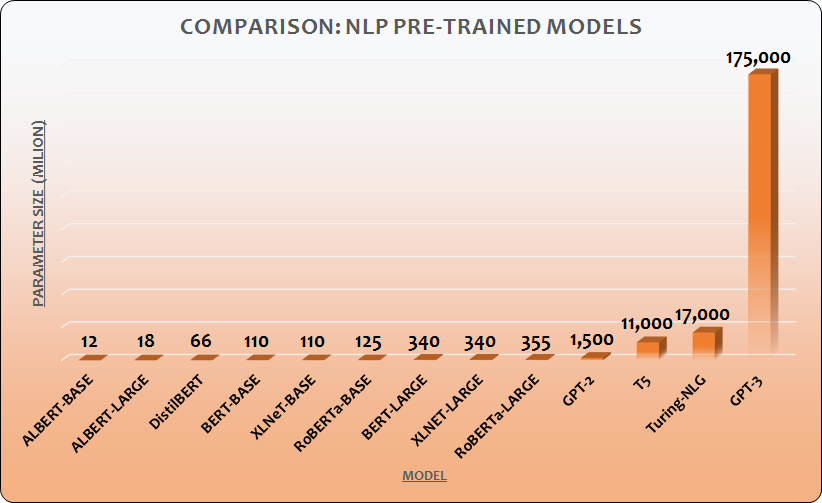 COMPARISON: NLP PRE-TRAINED MODELS
PARAMETER SIZE (MILION)
12
18
66
110
110
125
340
340
355
1,500
11,000
17,000
175,000
ALBERT-BASE
ALBERT-LARGE
DistilBERT
BERT-BASE
XLNeT-BASE
RoBERTa-BASE
BERT-LARGE
XLNET-LARGE
RoBERTa-LARGE
GPT-2
T5
Turing-NLG
GPT-3
MODEL